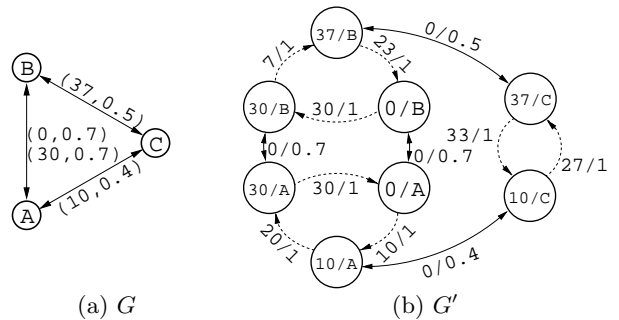 B
(37,0.5)
C
(0,0.7)
(30,0.7)
(10,0.4)
A
(a) G
37/B
0/0.5
7/1
23/1
30/B
30/1
0/B
37/C
0/0.7
0/0.7
33/1
27/1
30/A
30/1
0/A
10/C
20/1
10/1
10/A
0/0.4
(b) G′